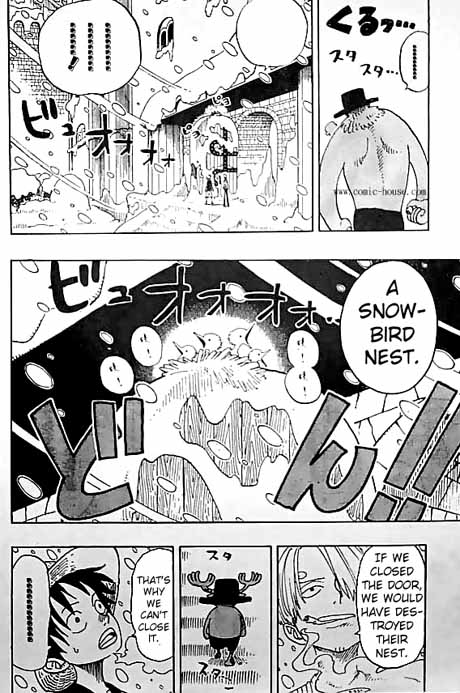 くるっ…
スタ
スタ…
www.comic-house.com
ビュオオオ
ビュオオオオ…
A
SNOW-
BIRD
NEST.
どん!!
IF WE
CLOSED
THE DOOR,
WE WOULD
HAVE DES-
TROYED
THEIR
NEST.
スタ
スタ…
THAT'S
WHY WE
CAN'T
CLOSE IT.